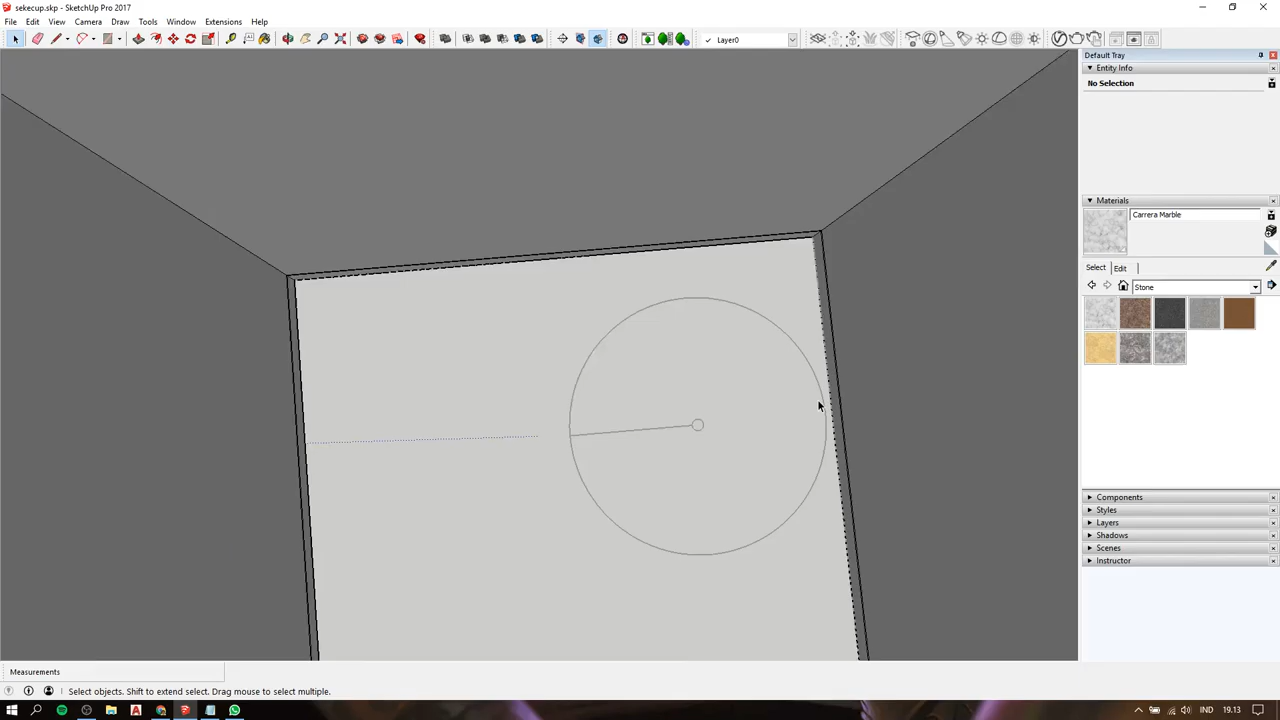 sekecup.skp - SketchUp Pro 2017
File Edit View Camera Draw Tools Window Extensions Help
Layer0
Default Tray
Entity Info
No Selection
Materials
Carrera Marble
Select Edit
Stone
Components
Styles
Layers
Shadows
Scenes
Instructor
Measurements
Select objects. Shift to extend select. Drag mouse to select multiple.
IND 19.13